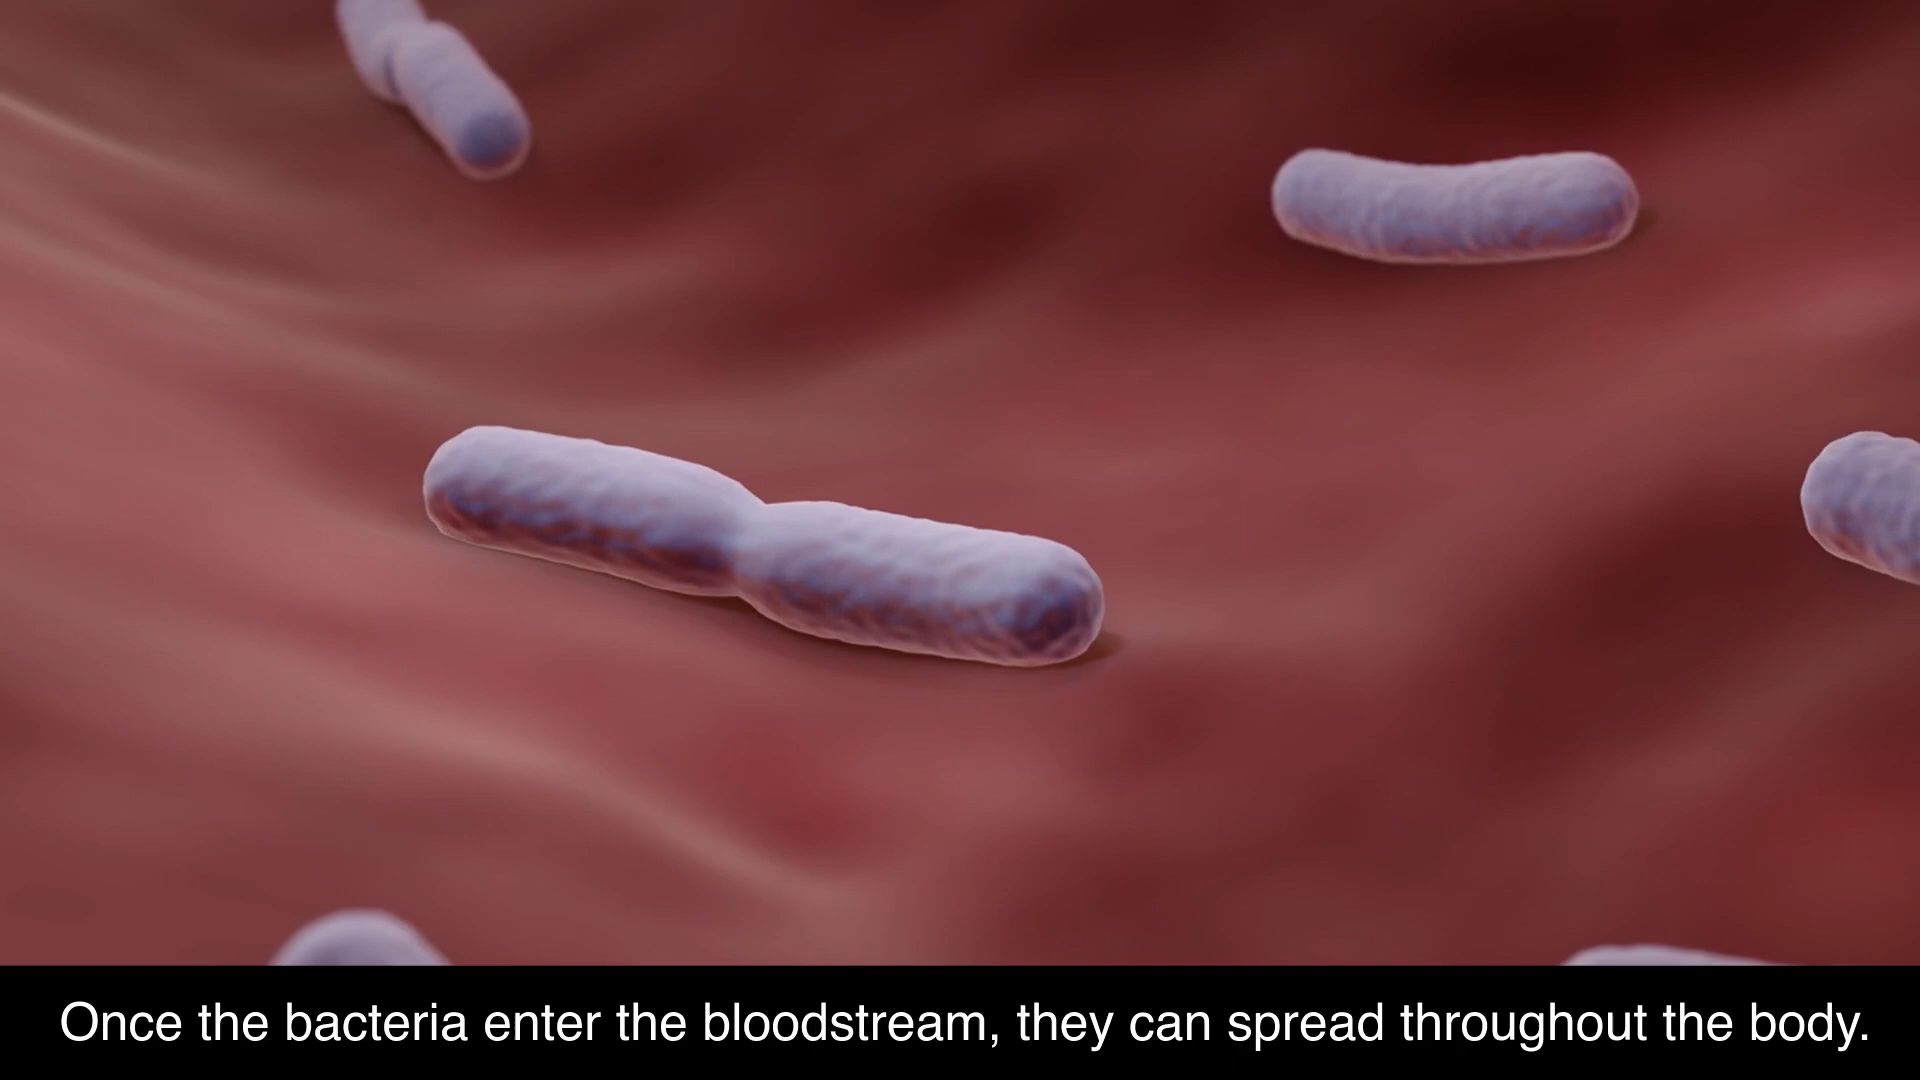 Once the bacteria enter the bloodstream, they can spread throughout the body.